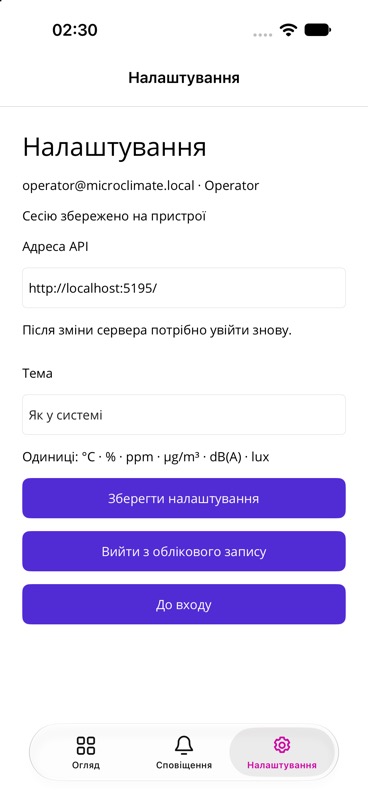 02:30
Налаштування
Налаштування
operator@microclimate.local · Operator
Сесію збережено на пристрої
Адреса API
http://localhost:5195/
Після зміни сервера потрібно увійти знову.
Тема
Як у системі
Одиниці: °C · % · ppm · µg/m³ · dB(A) · lux
Зберегти налаштування
Вийти з облікового запису
До входу
Огляд
Сповіщення
Налаштування